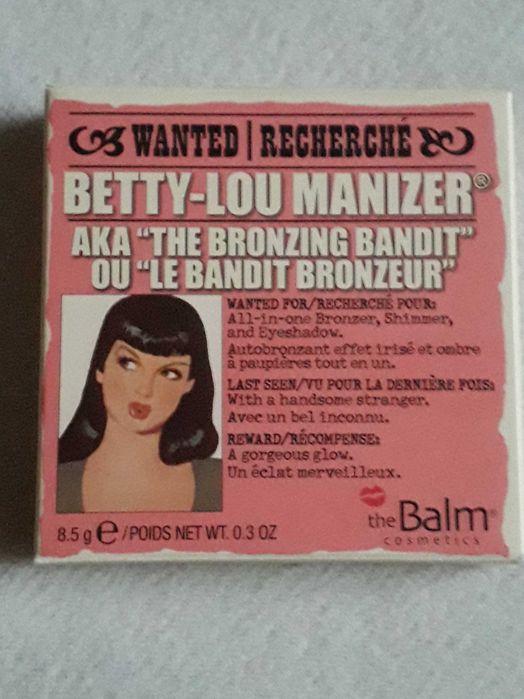 WANTED | RECHERCHÉ
BETTY-LOU MANIZER®
AKA "THE BRONZING BANDIT"
OU "LE BANDIT BRONZEUR"
WANTED FOR/RECHERCHÉ POUR:
All-in-one Bronzer, Shimmer,
and Eyeshadow.
Autobronzant effet irisé et ombre
à paupières tout en un.
LAST SEEN/VU POUR LA DERNIÈRE FOIS:
With a handsome stranger.
Avec un bel inconnu.
REWARD/RÉCOMPENSE:
A gorgeous glow.
Un éclat merveilleux.
8.5 g ℮ / POIDS NET WT. 0.3 OZ
the Balm®
cosmetics